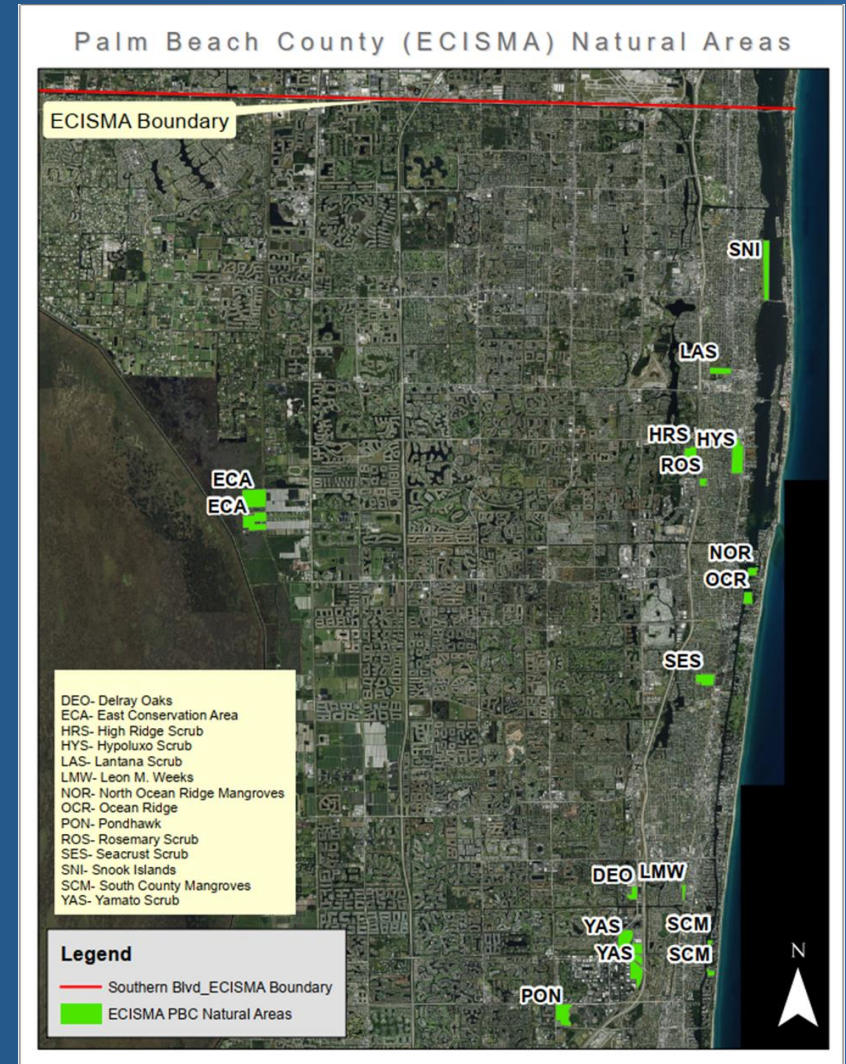 Palm Beach County (ECISMA) Natural Areas
ECISMA Boundary
SNI
LAS
HRS HYS
ROS
ECA
ECA
NOR
OCR
SES
DEO- Delray Oaks
ECA- East Conservation Area
HRS- High Ridge Scrub
HYS- Hypoluxo Scrub
LAS- Lantana Scrub
LMW- Leon M. Weeks
NOR- North Ocean Ridge Mangroves
OCR- Ocean Ridge
PON- Pondhawk
ROS- Rosemary Scrub
SES- Seacrust Scrub
SNI- Snook Islands
SCM- South County Mangroves
YAS- Yamato Scrub
DEO LMW
YAS SCM
YAS SCM
PON
N
Legend
Southern Blvd_ECISMA Boundary
ECISMA PBC Natural Areas